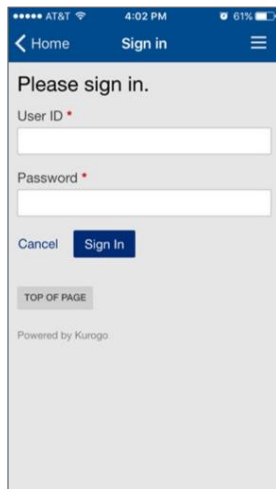 AT&T 4:02 PM 61%
Home Sign in
Please sign in.
User ID *
Password *
Cancel Sign In
TOP OF PAGE
Powered by Kurogo